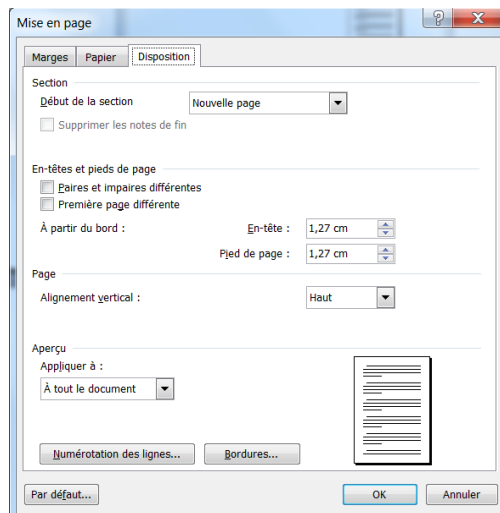 Mise en page
Marges Papier Disposition
Section
Début de la section Nouvelle page
Supprimer les notes de fin
En-têtes et pieds de page
Paires et impaires différentes
Première page différente
À partir du bord : En-tête : 1,27 cm
Pied de page : 1,27 cm
Page
Alignement vertical : Haut
Aperçu
Appliquer à :
À tout le document
Numérotation des lignes... Bordures...
Par défaut... OK Annuler